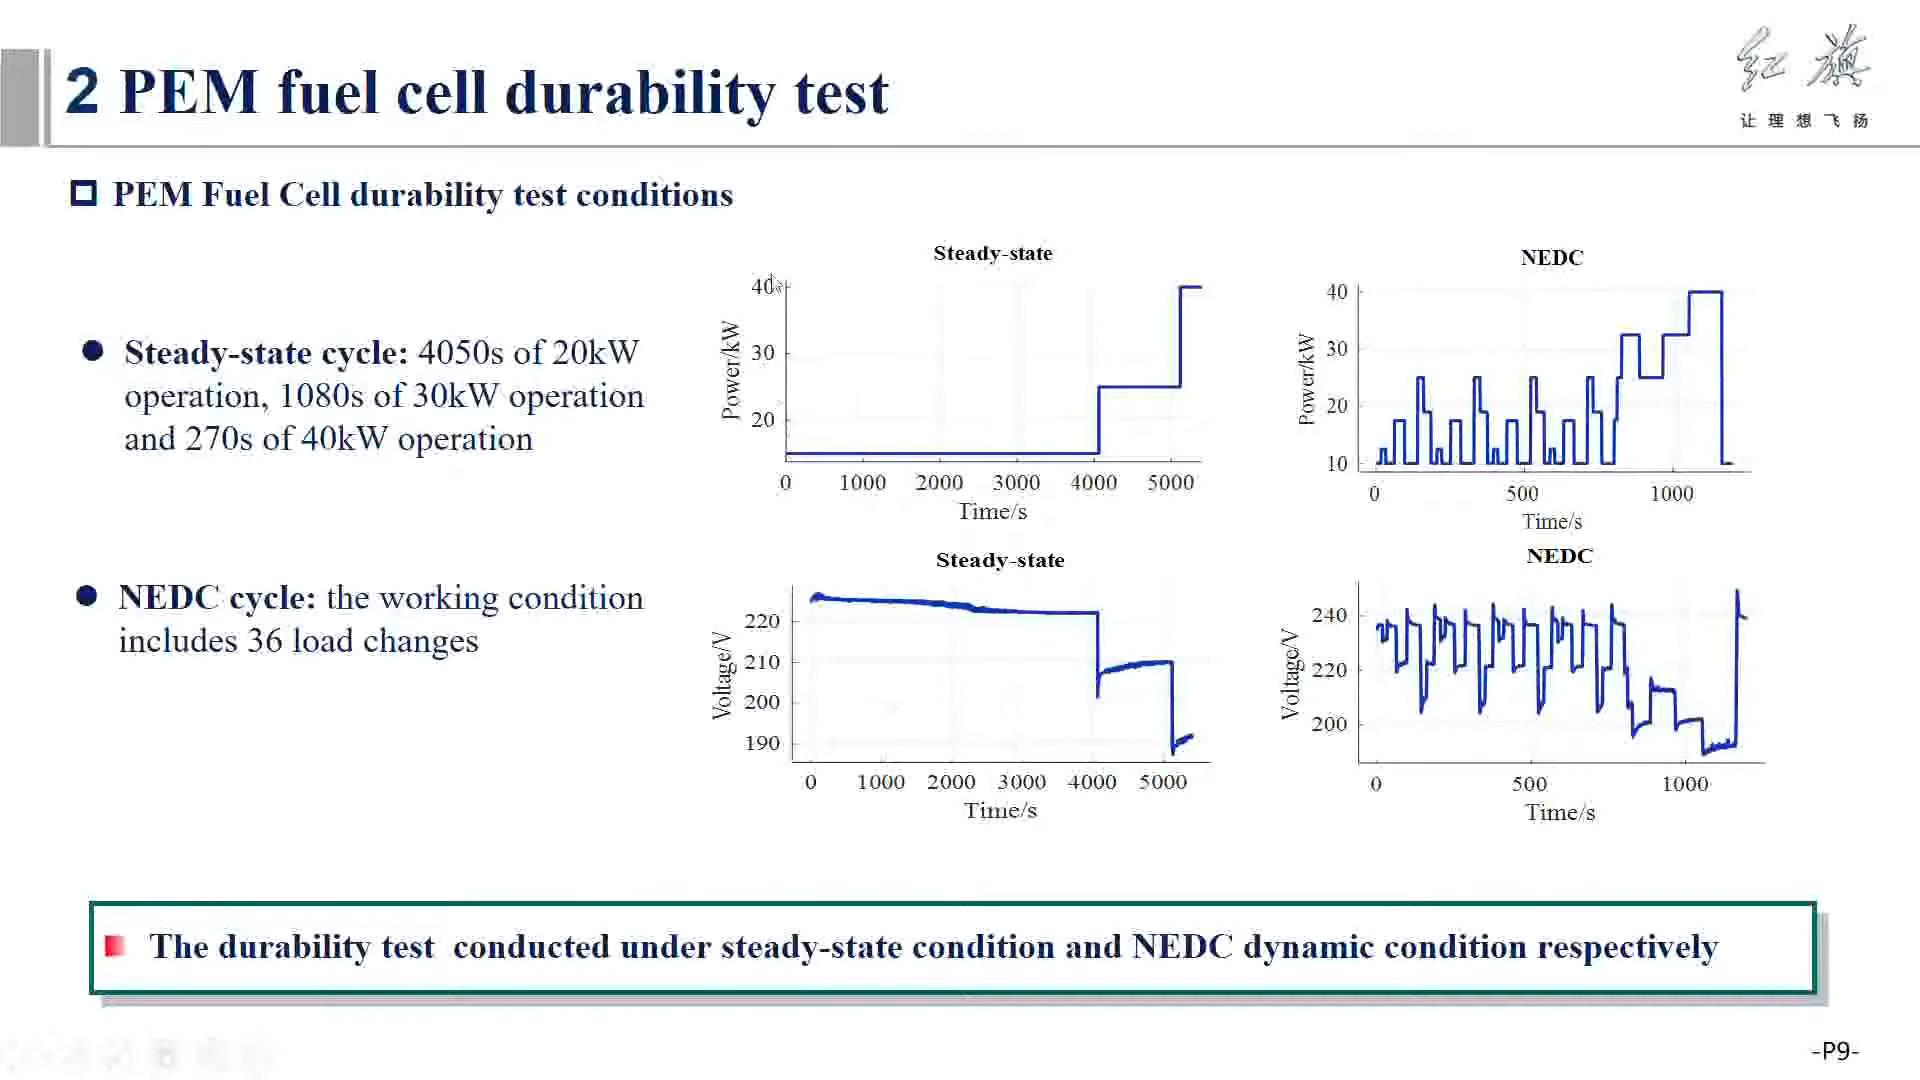 红旗
让理想飞扬
2 PEM fuel cell durability test
PEM Fuel Cell durability test conditions
Steady-state cycle: 4050s of 20kW
operation, 1080s of 30kW operation
and 270s of 40kW operation
NEDC cycle: the working condition
includes 36 load changes
Steady-state
Power/kW
40
30
20
0 1000 2000 3000 4000 5000
Time/s
NEDC
Power/kW
40
30
20
10
0 500 1000
Time/s
Steady-state
Voltage/V
220
210
200
190
0 1000 2000 3000 4000 5000
Time/s
NEDC
Voltage/V
240
220
200
0 500 1000
Time/s
The durability test  conducted under steady-state condition and NEDC dynamic condition respectively
-P9-